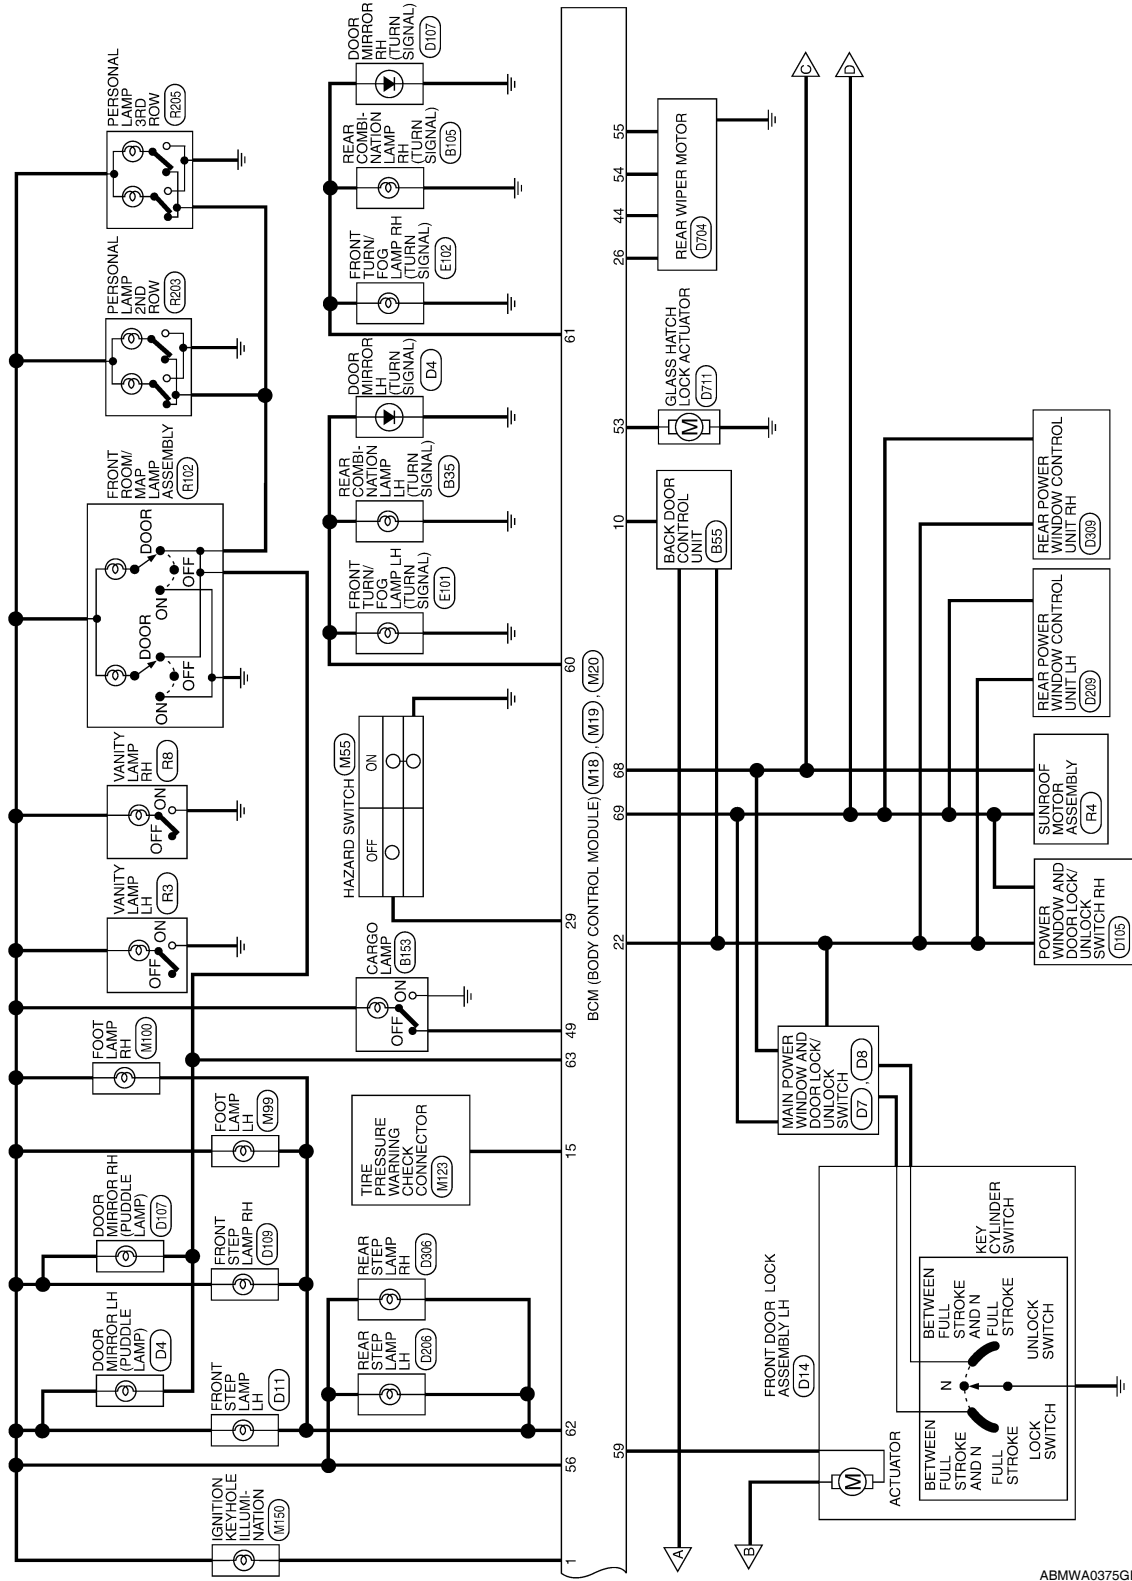 IGNITION
KEYHOLE
ILLUMI-
NATION
M150
DOOR
MIRROR LH
(PUDDLE
LAMP)
D4
FRONT
STEP
LAMP
LH
D11
DOOR
MIRROR RH
(PUDDLE
LAMP)
D107
FRONT
STEP
LAMP RH
D109
FOOT
LAMP
LH
M99
FOOT
LAMP
RH
M100
VANITY
LAMP
LH
R3
OFF
ON
VANITY
LAMP
RH
R8
OFF
ON
FRONT
ROOM/
MAP
LAMP
ASSEMBLY
R102
ON
OFF
DOOR
ON
OFF
DOOR
PERSONAL
LAMP
2ND
ROW
R203
PERSONAL
LAMP
3RD
ROW
R205
REAR
STEP
LAMP
LH
D206
REAR
STEP
LAMP
RH
D306
TIRE
PRESSURE
WARNING
CHECK
CONNECTOR
M123
CARGO
LAMP
B153
OFF
ON
HAZARD SWITCH
M55
OFF
ON
FRONT
TURN/
FOG
LAMP LH
(TURN
SIGNAL)
E101
REAR
COMBI-
NATION
LAMP
LH
(TURN
SIGNAL)
B35
DOOR
MIRROR
LH
(TURN
SIGNAL)
D4
FRONT
TURN/
FOG
LAMP RH
(TURN
SIGNAL)
E102
REAR
COMBI-
NATION
LAMP
RH
(TURN
SIGNAL)
B105
DOOR
MIRROR
RH
(TURN
SIGNAL)
D107
1
56
62
15
63
49
29
60
61
BCM (BODY CONTROL MODULE) M18 , M19 , M20
59
22
69
68
10
53
26
44
54
55
A
B
BACK DOOR
CONTROL
UNIT
B55
GLASS HATCH
LOCK ACTUATOR
D711
M
REAR WIPER MOTOR
D704
C
D
MAIN POWER
WINDOW AND
DOOR LOCK/
UNLOCK
SWITCH
D7 , D8
FRONT DOOR LOCK
ASSEMBLY LH
D14
M
ACTUATOR
KEY
CYLINDER
SWITCH
BETWEEN
FULL
STROKE
AND N
FULL
STROKE
LOCK
SWITCH
N
BETWEEN
FULL
STROKE
AND N
FULL
STROKE
UNLOCK
SWITCH
POWER
WINDOW AND
DOOR LOCK/
UNLOCK
SWITCH RH
D105
SUNROOF
MOTOR
ASSEMBLY
R4
REAR POWER
WINDOW CONTROL
UNIT LH
D209
REAR POWER
WINDOW CONTROL
UNIT RH
D309